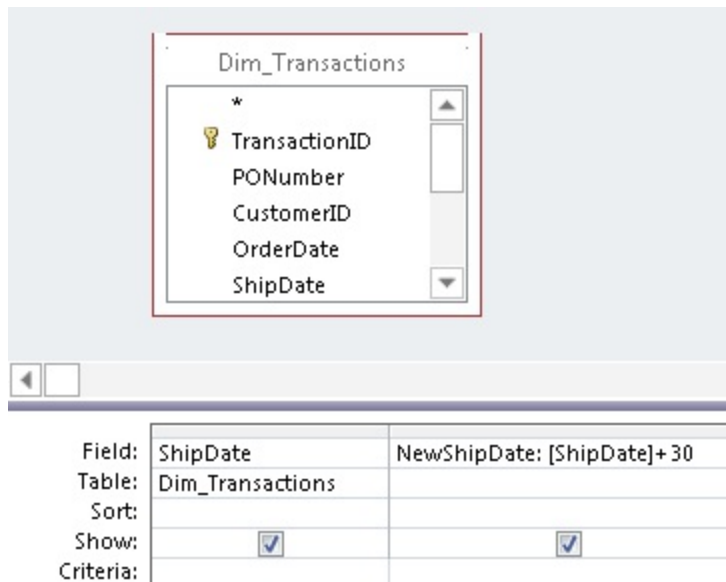 Dim_Transactions
*
TransactionID
PONumber
CustomerID
OrderDate
ShipDate
Field: ShipDate NewShipDate: [ShipDate]+30
Table: Dim_Transactions
Sort:
Show:
Criteria: